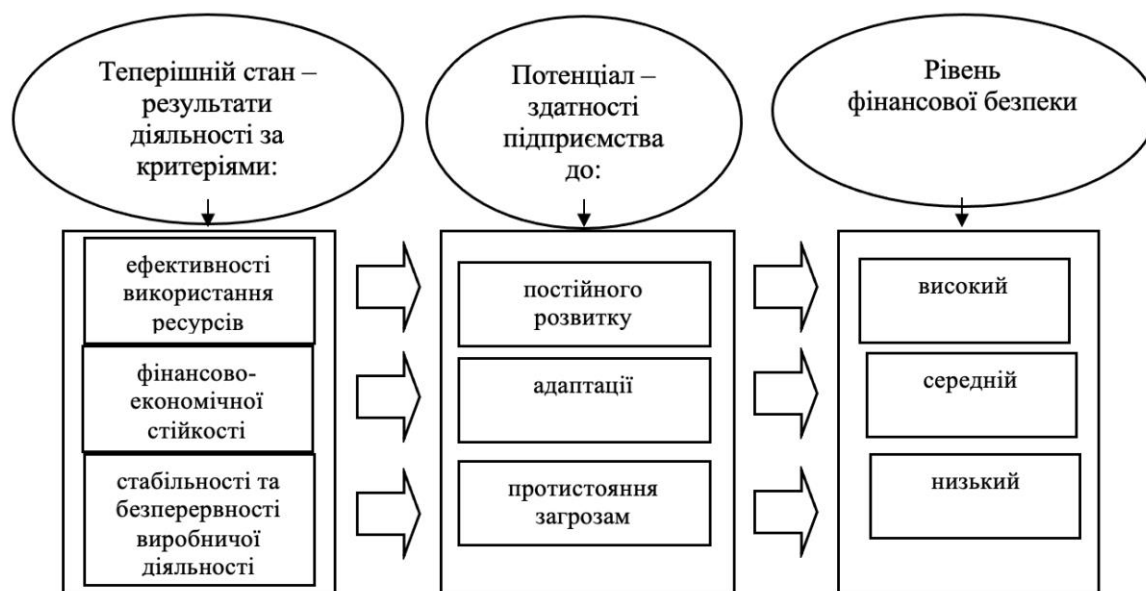 Теперішній стан –
результати
діяльності за
критеріями:
ефективності
використання
ресурсів
фінансово-
економічної
стійкості
стабільності та
безперервності
виробничої
діяльності
Потенціал –
здатності
підприємства
до:
постійного
розвитку
адаптації
протистояння
загрозам
Рівень
фінансової безпеки
високий
середній
низький